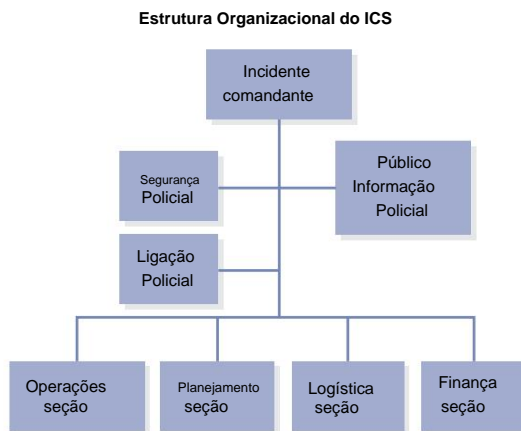 Estrutura Organizacional do ICS
Incidente
comandante
Segurança
Policial
Público
Informação
Policial
Ligação
Policial
Operações
seção
Planejamento
seção
Logística
seção
Finança
seção